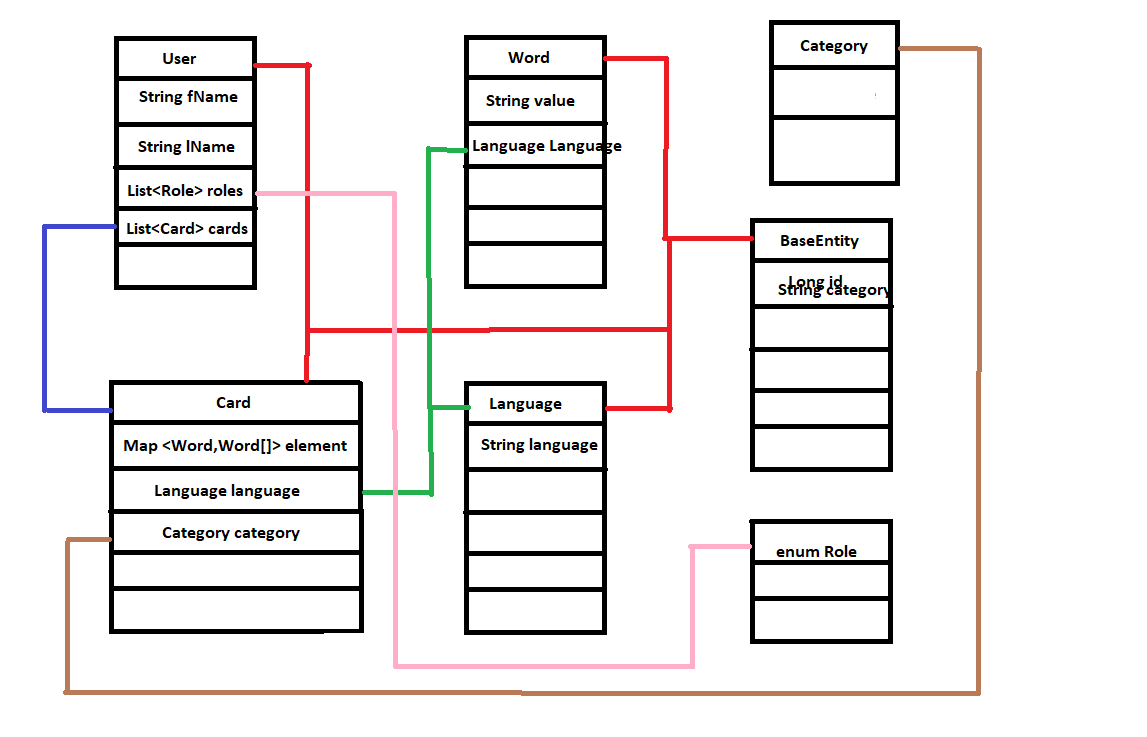 User
String fName
String lName
List<Role> roles
List<Card> cards
Word
String value
Language Language
Category
BaseEntity
Long id
String category
Card
Map <Word,Word[]> element
Language language
Category category
Language
String language
enum Role